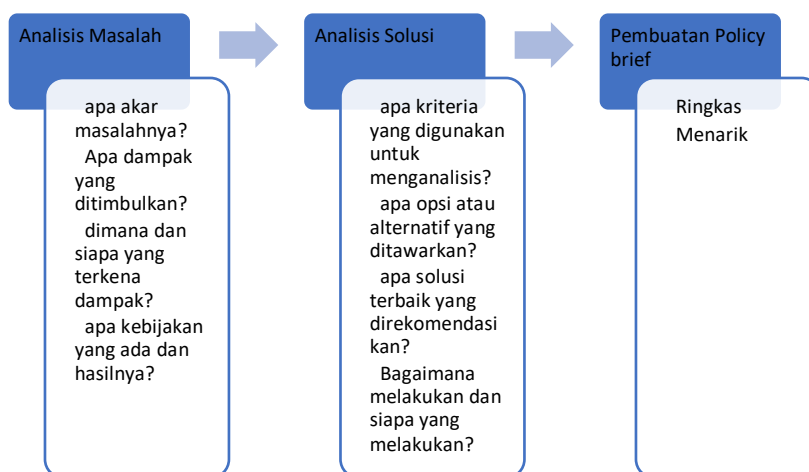 Analisis Masalah
apa akar
masalahnya?
Apa dampak
yang
ditimbulkan?
dimana dan
siapa yang
terkena
dampak?
apa kebijakan
yang ada dan
hasilnya?
Analisis Solusi
apa kriteria
yang digunakan
untuk
menganalisis?
apa opsi atau
alternatif yang
ditawarkan?
apa solusi
terbaik yang
direkomendasi
kan?
Bagaimana
melakukan dan
siapa yang
melakukan?
Pembuatan Policy
brief
Ringkas
Menarik